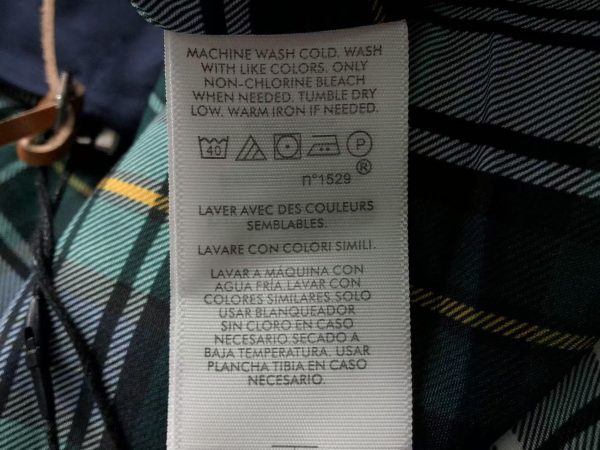 MACHINE WASH COLD. WASH
WITH LIKE COLORS. ONLY
NON-CHLORINE BLEACH
WHEN NEEDED. TUMBLE DRY
LOW. WARM IRON IF NEEDED.
40 P
®
n°1529
LAVER AVEC DES COULEURS
SEMBLABLES.
LAVARE CON COLORI SIMILI.
LAVAR A MÁQUINA CON
AGUA FRÍA.LAVAR CON
COLORES SIMILARES.SOLO
USAR BLANQUEADOR
SIN CLORO EN CASO
NECESARIO.SECADO A
BAJA TEMPERATURA. USAR
PLANCHA TIBIA EN CASO
NECESARIO.